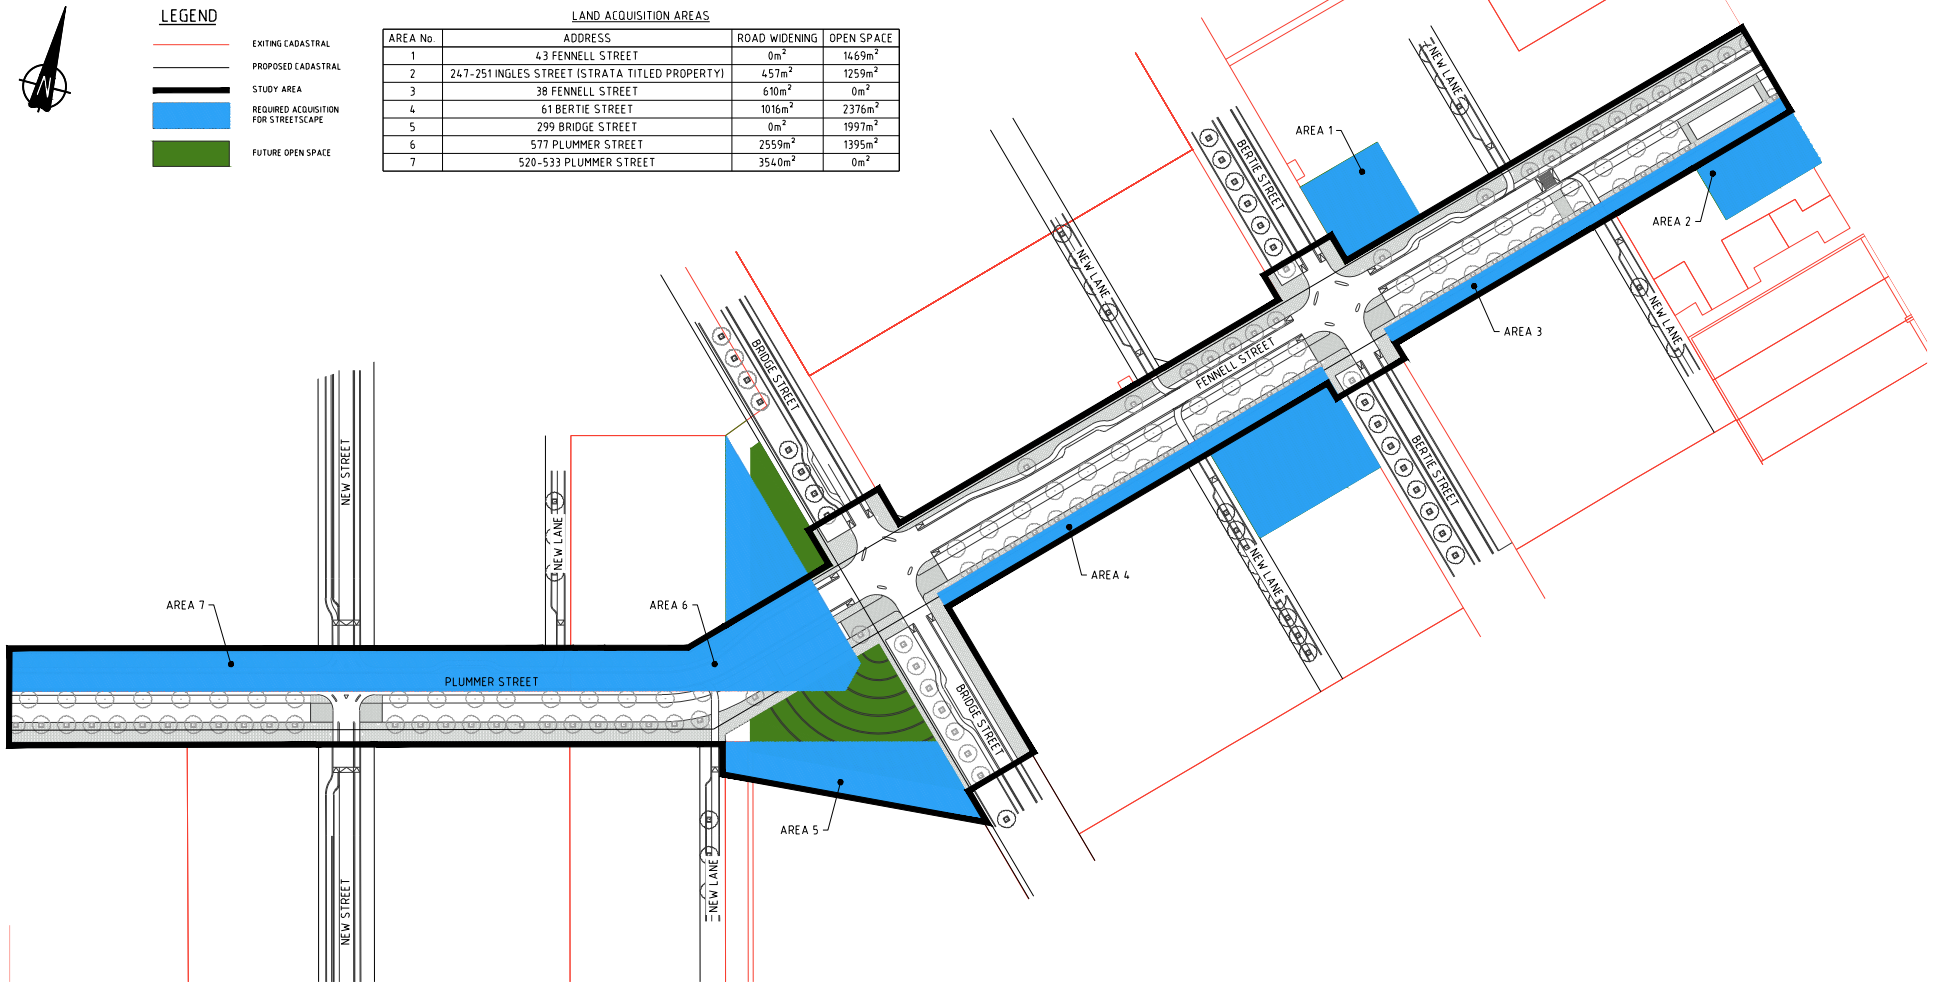 LEGEND
EXITING CADASTRAL
PROPOSED CADASTRAL
STUDY AREA
REQUIRED ACQUISITION
FOR STREETSCAPE
FUTURE OPEN SPACE
N
LAND ACQUISITION AREAS
AREA No. ADDRESS ROAD WIDENING OPEN SPACE
1 43 FENNELL STREET 0m² 1469m²
2 247-251 INGLES STREET (STRATA TITLED PROPERTY) 457m² 1259m²
3 38 FENNELL STREET 610m² 0m²
4 61 BERTIE STREET 1016m² 2376m²
5 299 BRIDGE STREET 0m² 1997m²
6 577 PLUMMER STREET 2559m² 1395m²
7 520-533 PLUMMER STREET 3540m² 0m²
NEW LANE
AREA 1
BERTIE STREET
AREA 2
NEW LANE
NEW LANE
AREA 3
FENNELL STREET
BRIDGE STREET
BERTIE STREET
NEW STREET
NEW LANE
NEW LANE
AREA 4
AREA 7
AREA 6
PLUMMER STREET
BRIDGE STREET
AREA 5
NEW LANE
NEW STREET